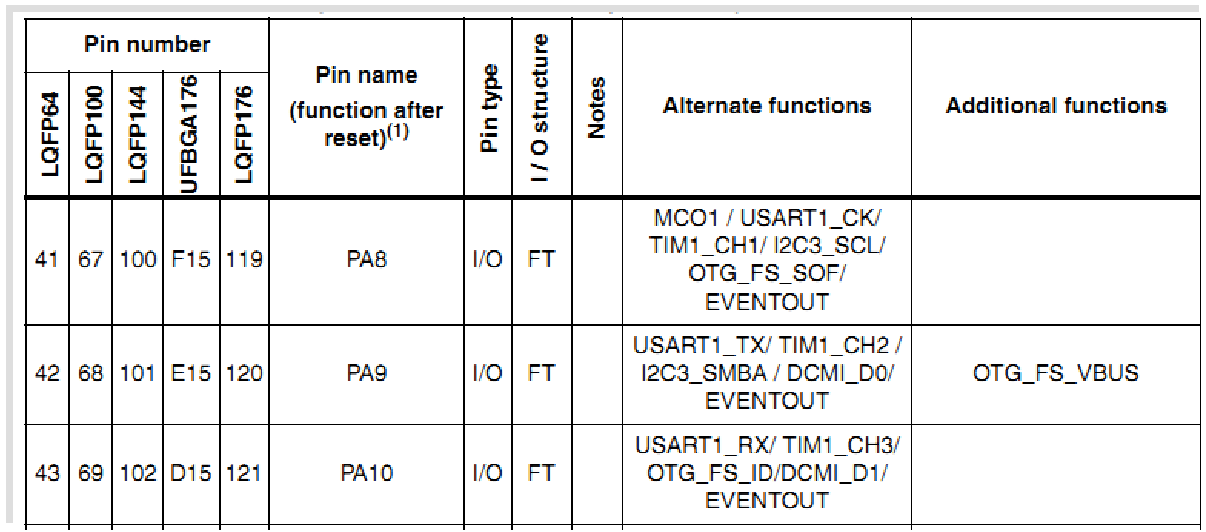 Pin number
LQFP64
LQFP100
LQFP144
UFBGA176
LQFP176
Pin name
(function after
reset)(1)
Pin type
I / O structure
Notes
Alternate functions
Additional functions
41 67 100 F15 119 PA8 I/O FT
MCO1 / USART1_CK/
TIM1_CH1/ I2C3_SCL/
OTG_FS_SOF/
EVENTOUT
42 68 101 E15 120 PA9 I/O FT
USART1_TX/ TIM1_CH2 /
I2C3_SMBA / DCMI_D0/
EVENTOUT
OTG_FS_VBUS
43 69 102 D15 121 PA10 I/O FT
USART1_RX/ TIM1_CH3/
OTG_FS_ID/DCMI_D1/
EVENTOUT